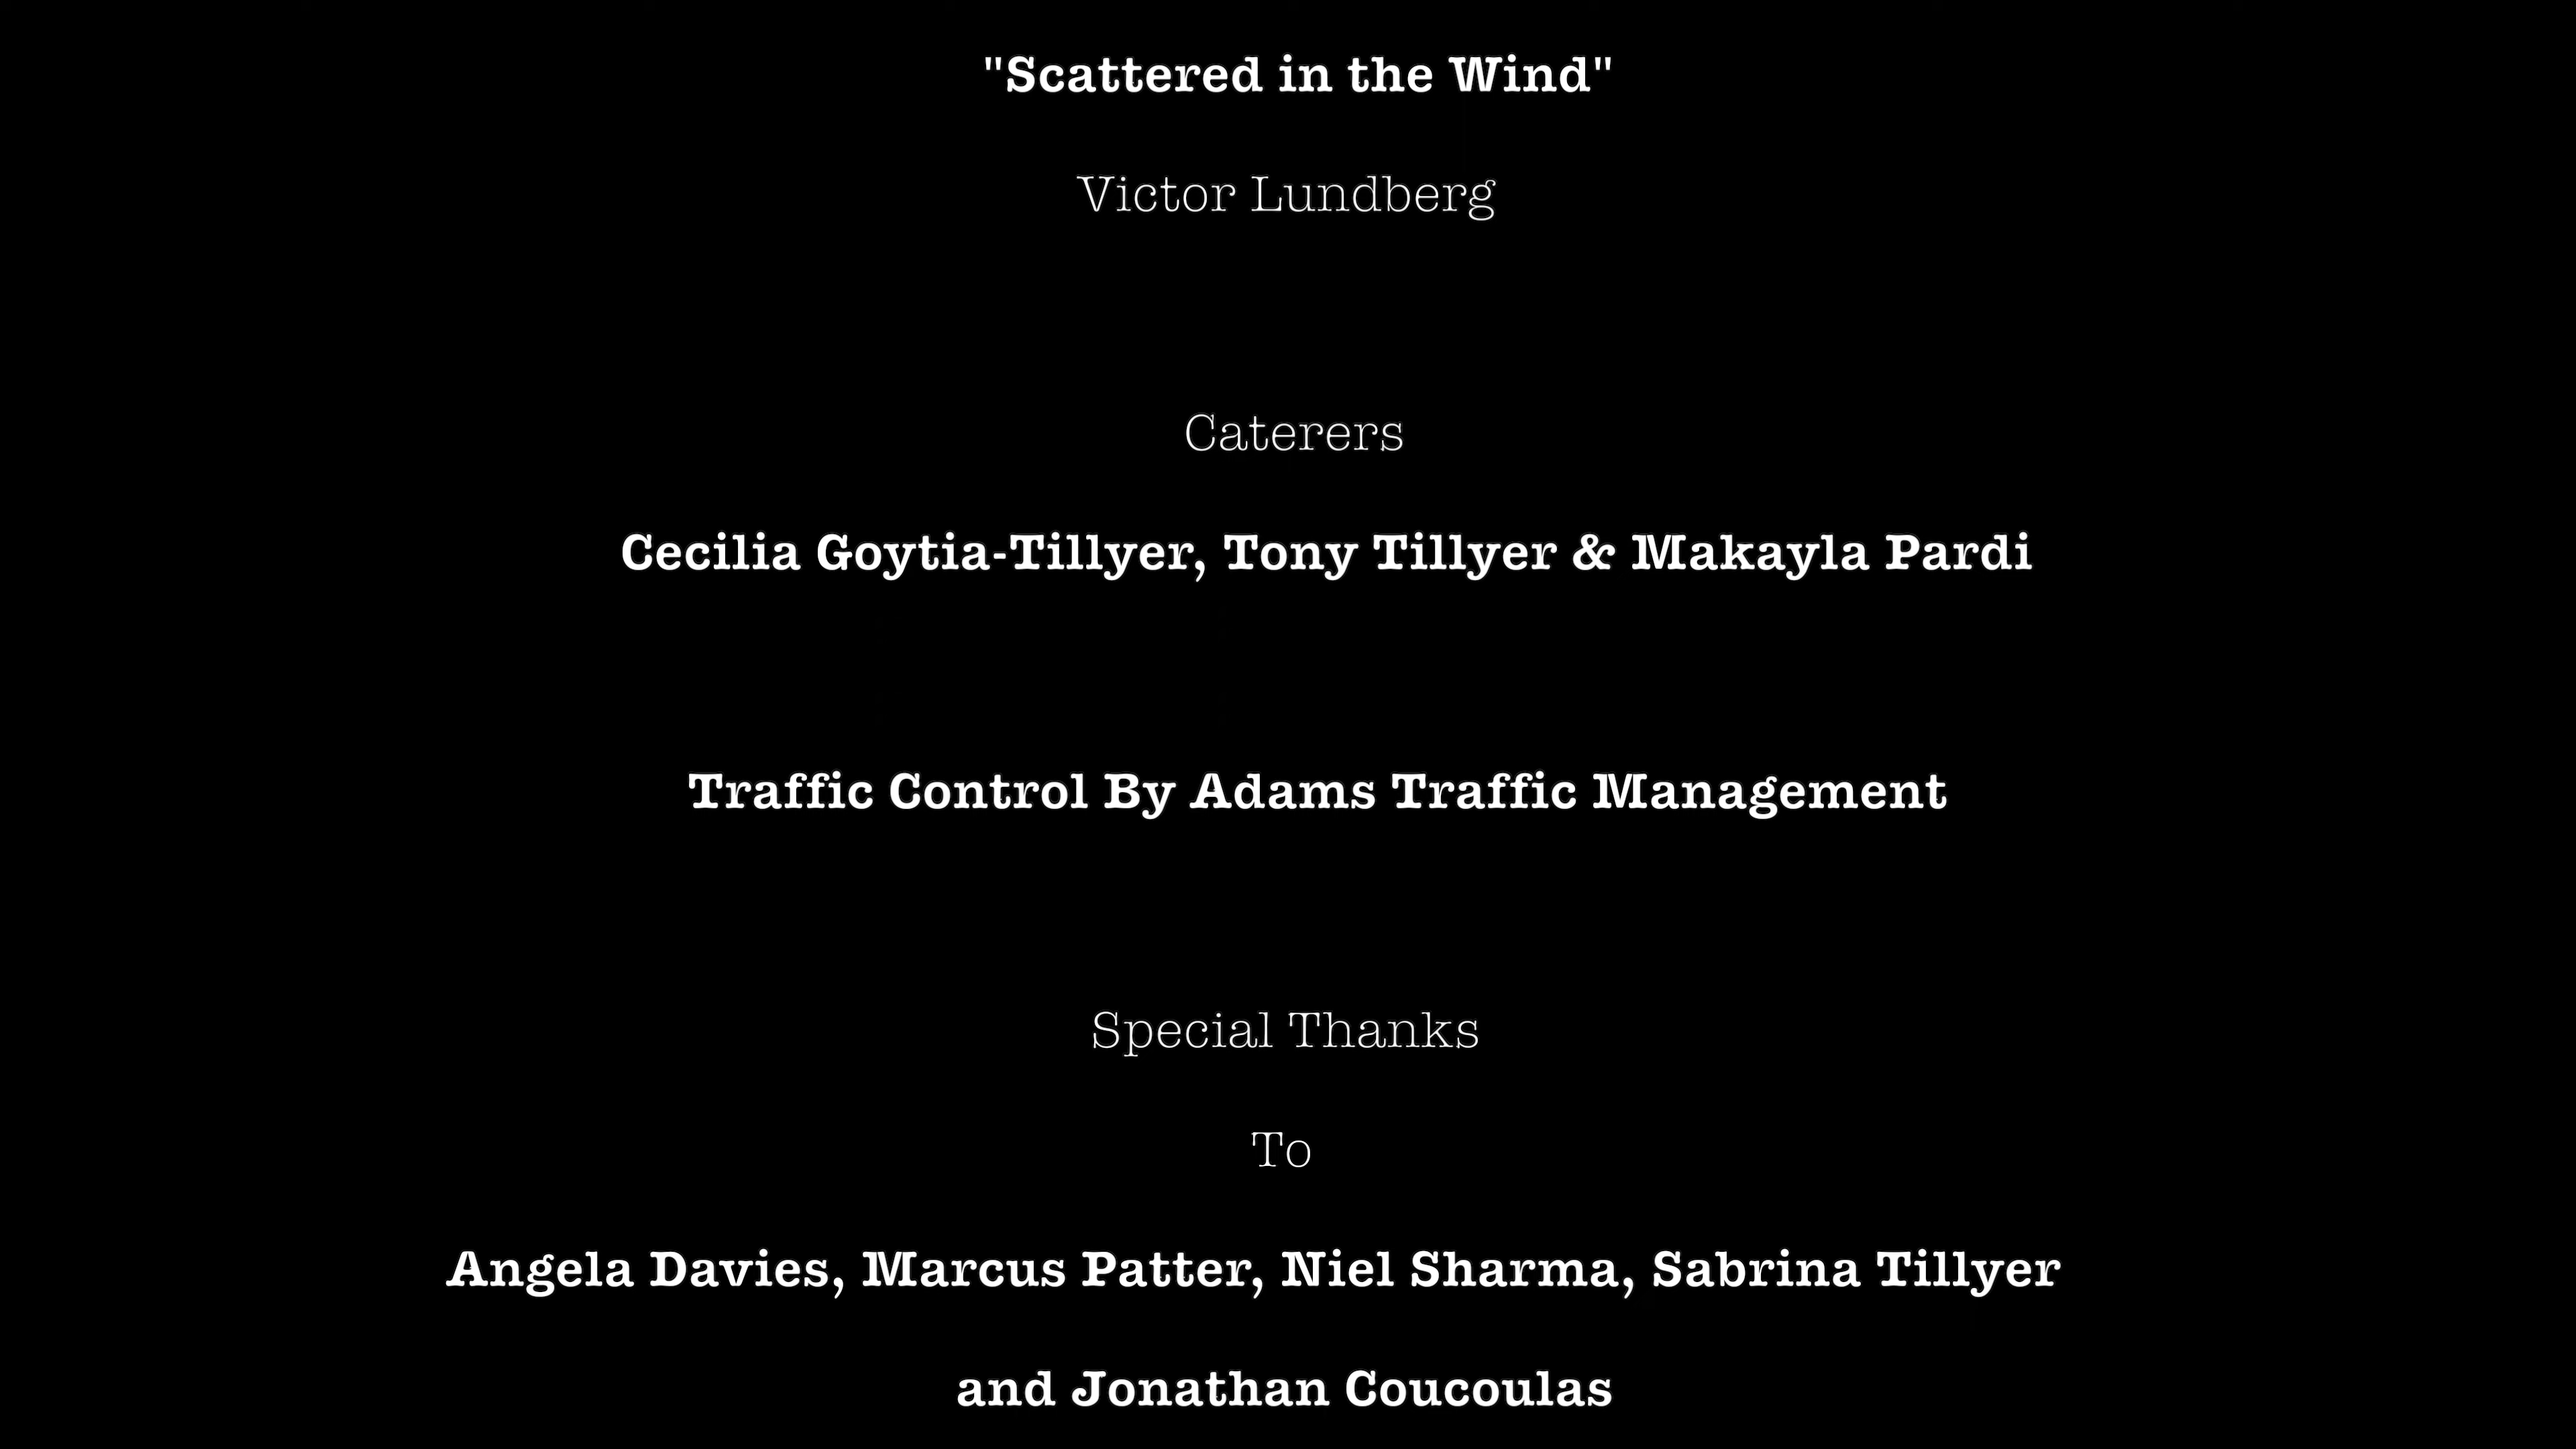 "Scattered in the Wind"
Victor Lundberg
Caterers
Cecilia Goytia-Tillyer, Tony Tillyer & Makayla Pardi
Traffic Control By Adams Traffic Management
Special Thanks
To
Angela Davies, Marcus Patter, Niel Sharma, Sabrina Tillyer
and Jonathan Coucoulas